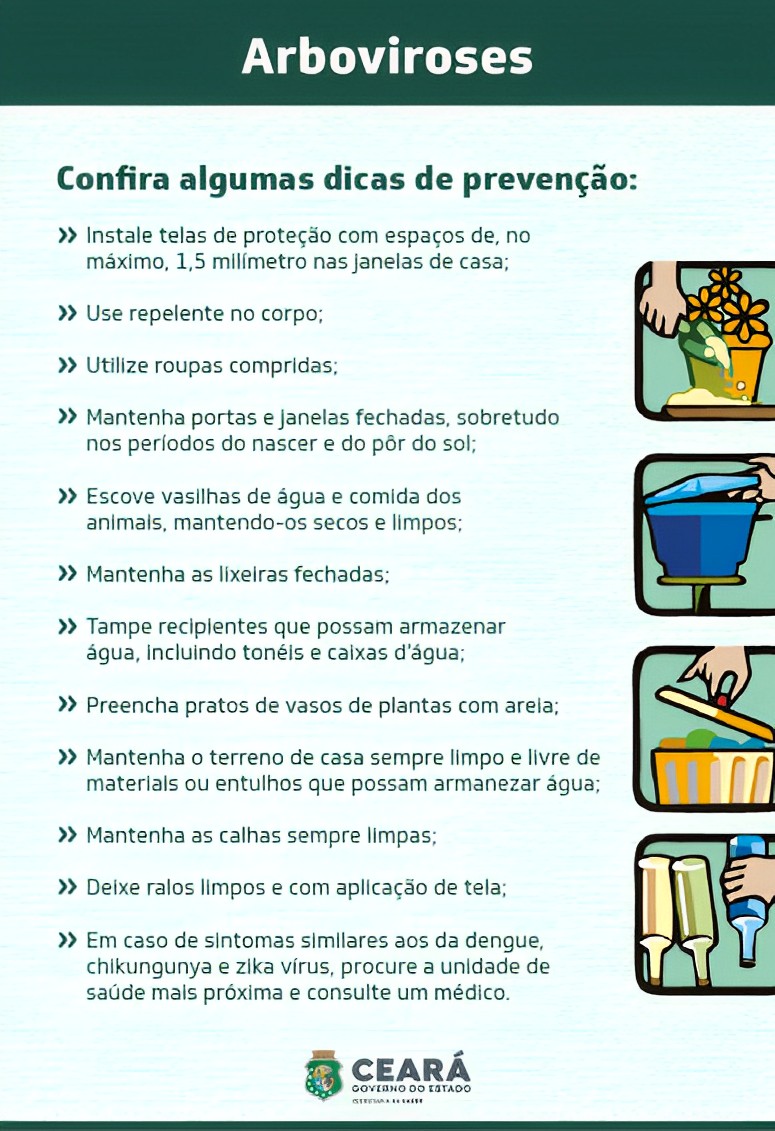 Arboviroses
Confira algumas dicas de prevenção:
» Instale telas de proteção com espaços de, no
máximo, 1,5 milímetro nas janelas de casa;
» Use repelente no corpo;
» Utilize roupas compridas;
» Mantenha portas e janelas fechadas, sobretudo
nos períodos do nascer e do pôr do sol;
» Escove vasilhas de água e comida dos
animais, mantendo-os secos e limpos;
» Mantenha as lixeiras fechadas;
» Tampe recipientes que possam armazenar
água, incluindo tonéis e caixas d'água;
» Preencha pratos de vasos de plantas com areia;
» Mantenha o terreno de casa sempre limpo e livre de
materiais ou entulhos que possam armanezar água;
» Mantenha as calhas sempre limpas;
» Deixe ralos limpos e com aplicação de tela;
» Em caso de sintomas similares aos da dengue,
chikungunya e zika vírus, procure a unidade de
saúde mais próxima e consulte um médico.
CEARÁ
GOVERNO DO ESTADO